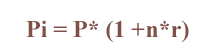 Pi = P* (1 +n*r)